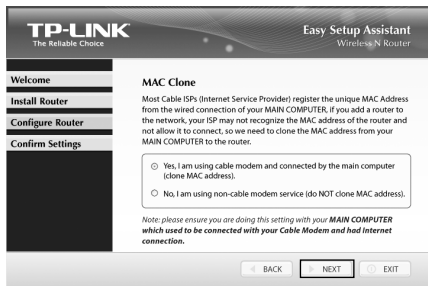 TP-LINK
The Reliable Choice
Easy Setup Assistant
Wireless N Router
Welcome
Install Router
Configure Router
Confirm Settings
MAC Clone
Most Cable ISPs (Internet Service Provider) register the unique MAC Address
from the wired connection of your MAIN COMPUTER, if you add a router to
the network, your ISP may not recognize the MAC address of the router and
not allow it to connect, so we need to clone the MAC address from your
MAIN COMPUTER to the router.
Yes, I am using cable modem and connected by the main computer
(clone MAC address).
No, I am using non-cable modem service (do NOT clone MAC address).
Note: please ensure you are doing this setting with your MAIN COMPUTER
which used to be connected with your Cable Modem and had Internet
connection.
BACK
NEXT
EXIT